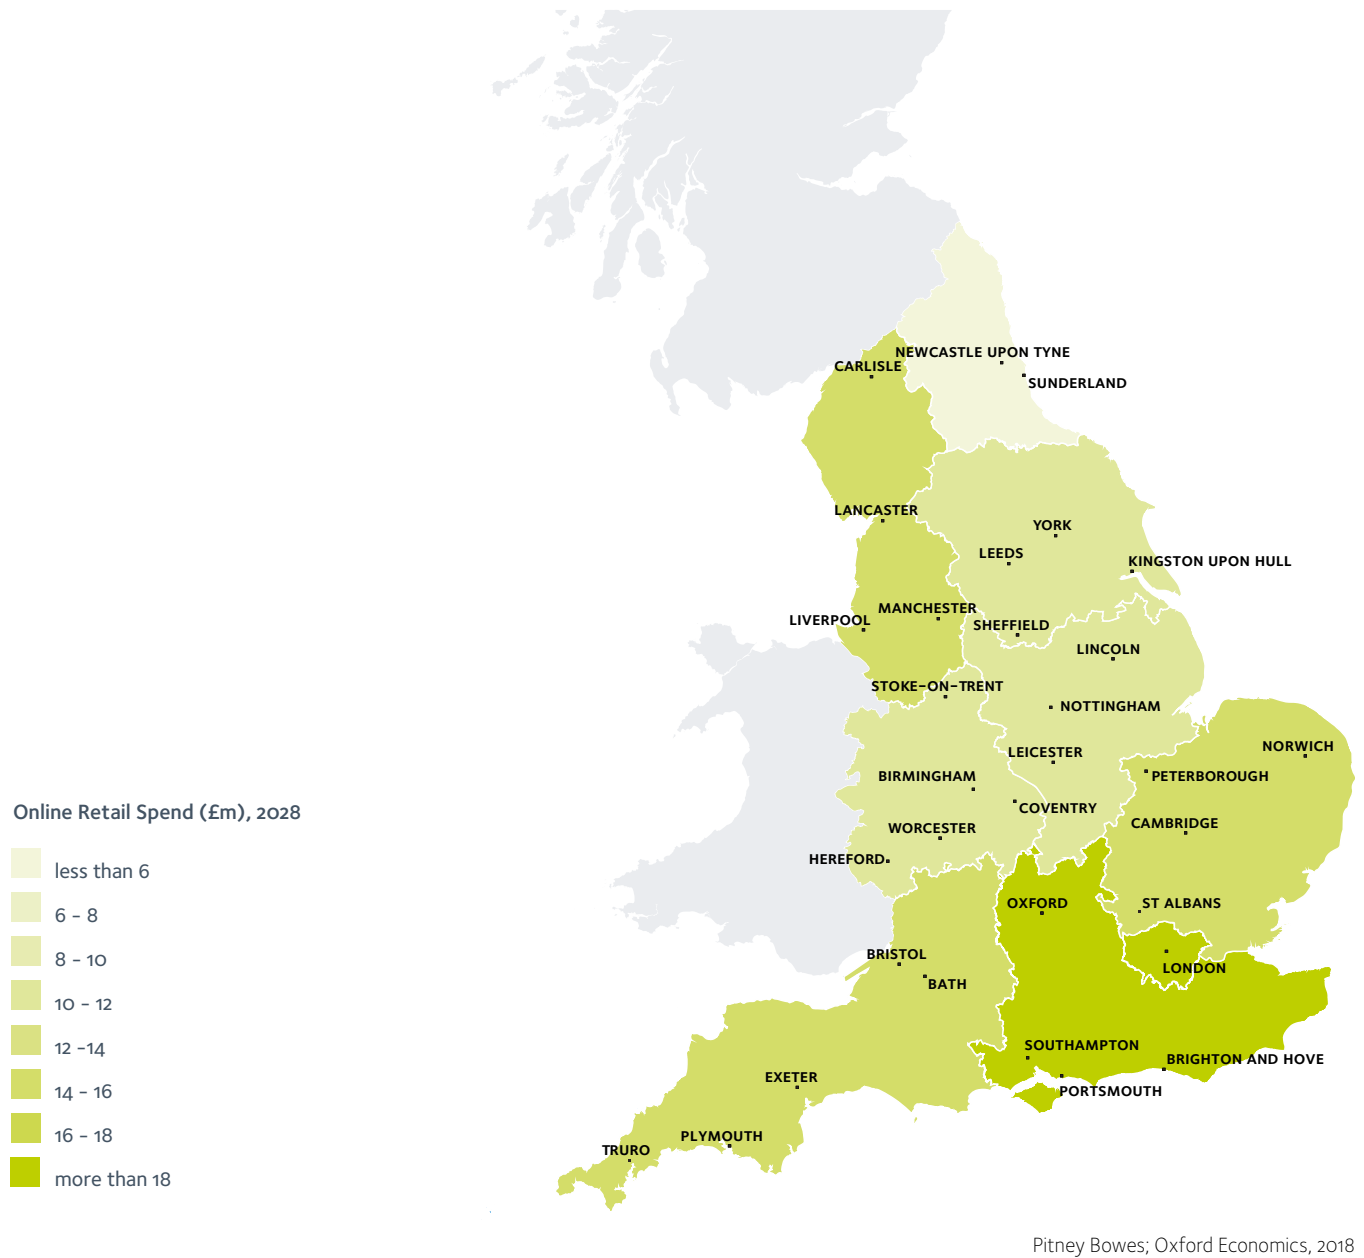 NEWCASTLE UPON TYNE
CARLISLE
SUNDERLAND
LANCASTER
YORK
LEEDS
KINGSTON UPON HULL
MANCHESTER
LIVERPOOL
SHEFFIELD
LINCOLN
STOKE-ON-TRENT
NOTTINGHAM
NORWICH
LEICESTER
BIRMINGHAM
PETERBOROUGH
COVENTRY
CAMBRIDGE
WORCESTER
HEREFORD
OXFORD
ST ALBANS
BRISTOL
LONDON
BATH
SOUTHAMPTON
BRIGHTON AND HOVE
EXETER
PORTSMOUTH
PLYMOUTH
TRURO
Online Retail Spend (£m), 2028
less than 6
6 - 8
8 - 10
10 - 12
12 -14
14 - 16
16 - 18
more than 18
Pitney Bowes; Oxford Economics, 2018